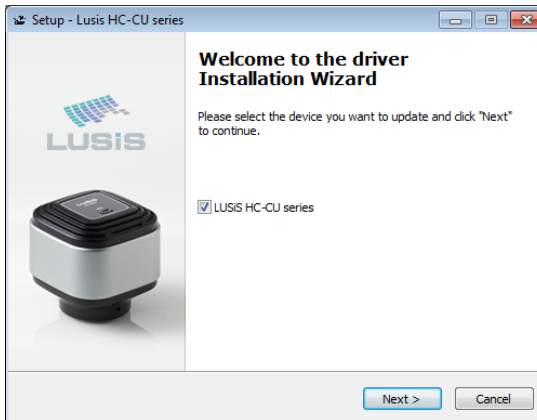 Setup - Lusis HC-CU series
Welcome to the driver
Installation Wizard
Please select the device you want to update and click "Next"
to continue.
LUSiS
LUSiS HC-CU series
Next >
Cancel